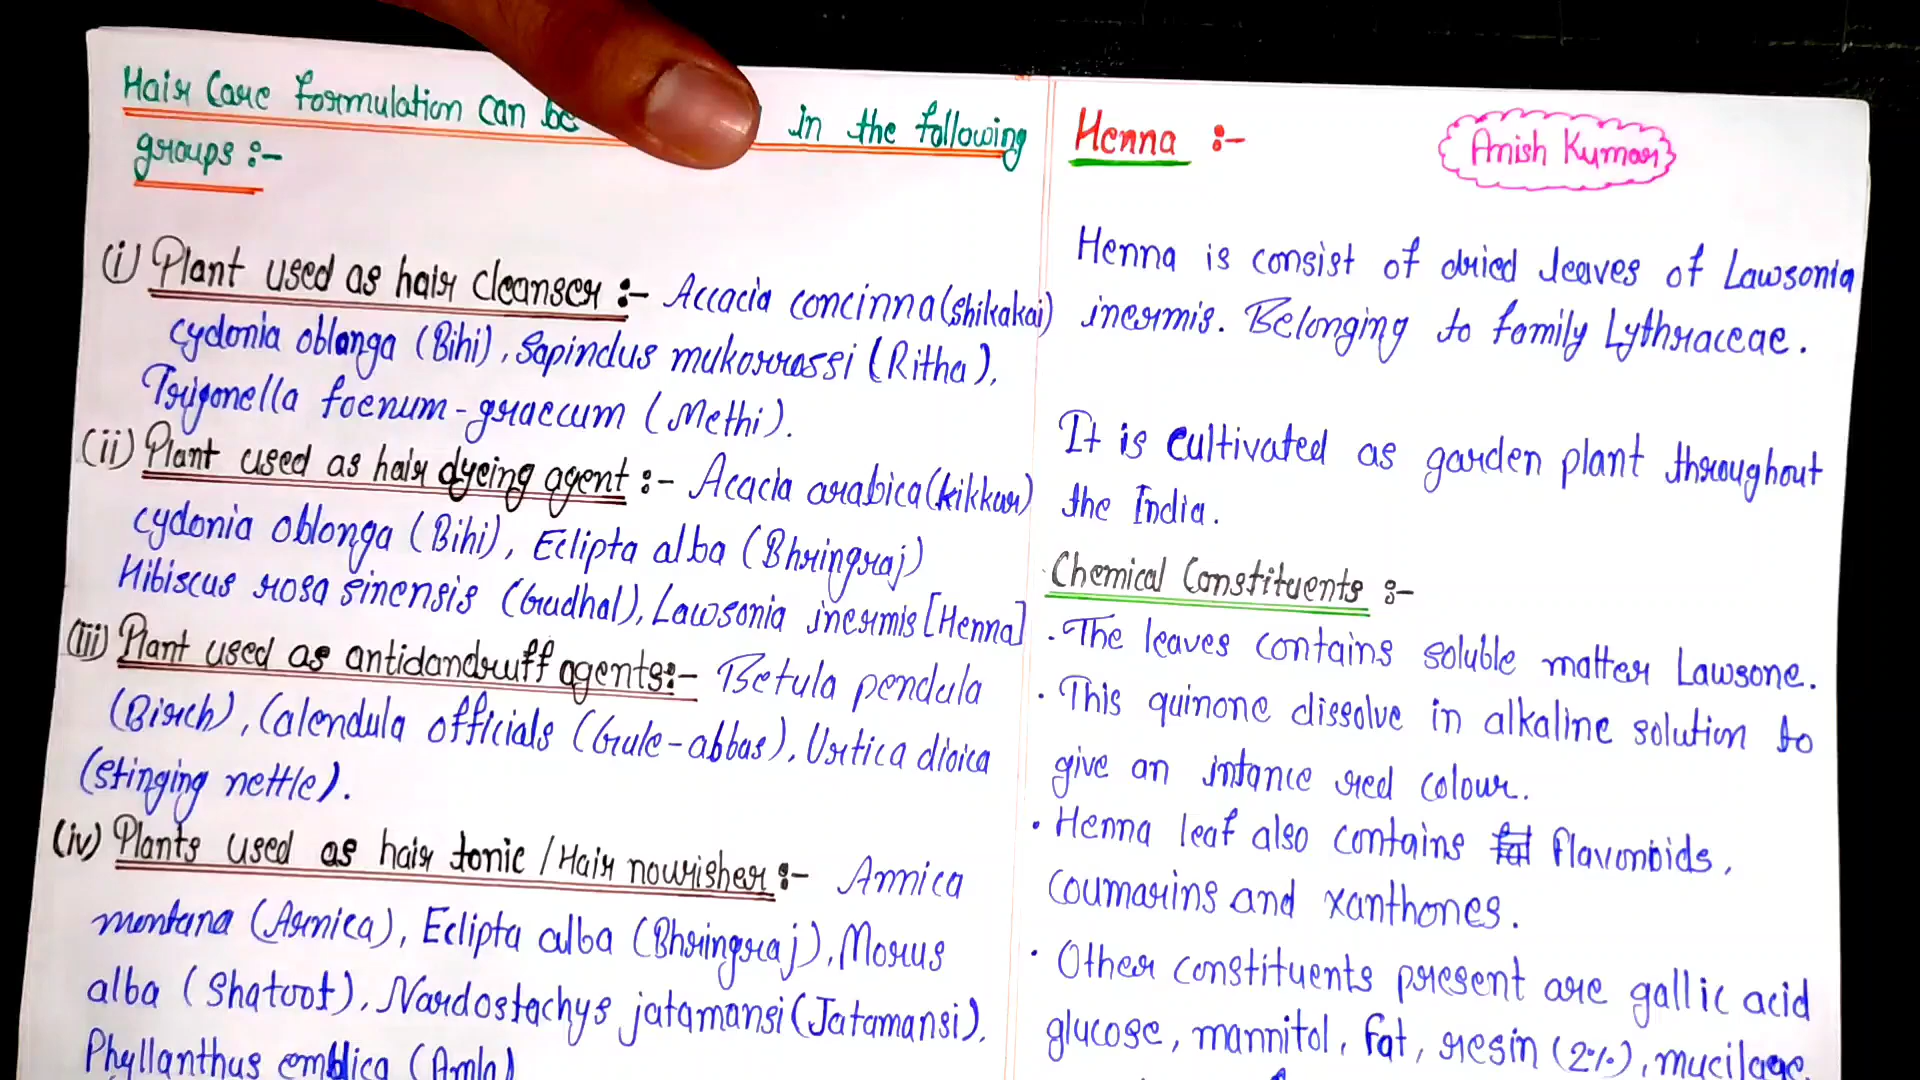 Hair Care formulation can be in the following
groups :-
(i) Plant used as hair cleanser :- Accacia concinna (shikakai)
cydonia oblonga (Bihi), Sapindus mukorrossi (Ritha),
Trigonella foenum-graecum (Methi).
(ii) Plant used as hair dyeing agent :- Acacia arabica (kikkar)
cydonia oblonga (Bihi), Eclipta alba (Bhringraj)
Hibiscus rosa sinensis (Gudhal), Lawsonia inermis [Henna]
(iii) Plant used as antidandruff agents :- Betula pendula
(Birch), Calendula officials (Gule-abbas), Urtica dioica
(stinging nettle).
(iv) Plants used as hair tonic / Hair nourisher :- Arnica
montana (Arnica), Eclipta alba (Bhringraj), Morus
alba (Shatoot), Nardostachys jatamansi (Jatamansi),
Phyllanthus emblica (Amla)
Henna :-
Amish Kumar
Henna is consist of dried leaves of Lawsonia
inermis. Belonging to family Lythraceae.
It is cultivated as garden plant throughout
the India.
Chemical Constituents :-
· The leaves contains soluble matter Lawsone.
· This quinone dissolve in alkaline solution to
give an intance red colour.
· Henna leaf also contains flavonoids,
coumarins and xanthones.
· Other constituents present are gallic acid
glucose, mannitol, fat, resin (2%), mucilage